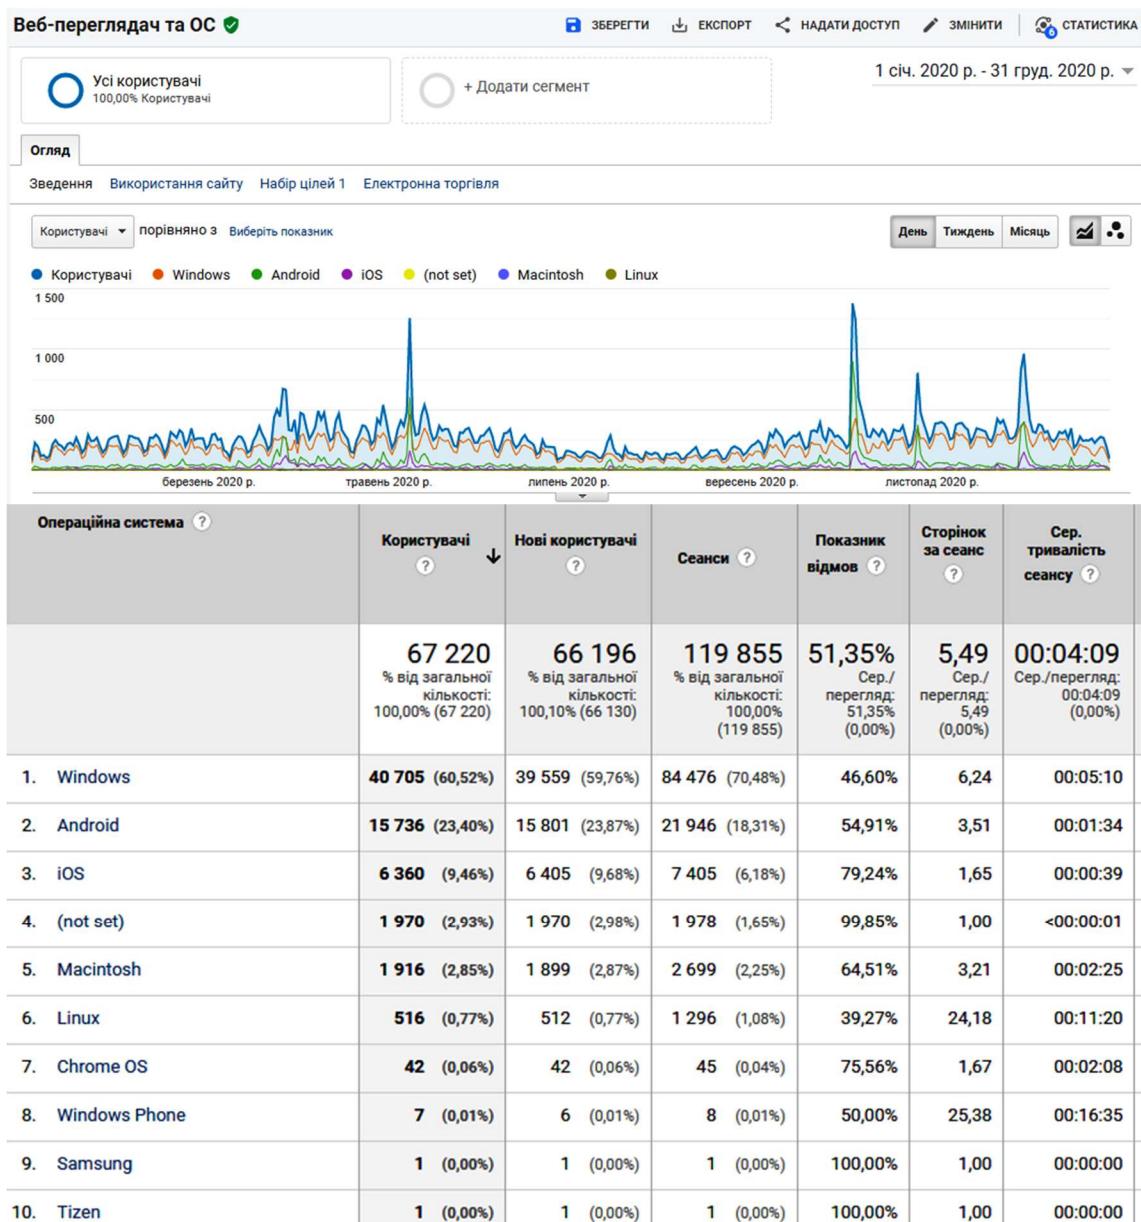 Веб-переглядач та ОС
ЗБЕРЕГТИ
ЕКСПОРТ
НАДАТИ ДОСТУП
ЗМІНИТИ
6
СТАТИСТИКА
Усі користувачі
100,00% Користувачі
+ Додати сегмент
1 січ. 2020 р. - 31 груд. 2020 р.
Огляд
Зведення Використання сайту Набір цілей 1 Електронна торгівля
Користувачі порівняно з Виберіть показник
День Тиждень Місяць
Користувачі Windows Android iOS (not set) Macintosh Linux
1 500
1 000
500
березень 2020 р. травень 2020 р. липень 2020 р. вересень 2020 р. листопад 2020 р.
Операційна система ?
Користувачі ?
Нові користувачі ?
Сеанси ?
Показник
відмов ?
Сторінок
за сеанс
?
Сер.
тривалість
сеансу ?
67 220
% від загальної
кількості:
100,00% (67 220)
66 196
% від загальної
кількості:
100,10% (66 130)
119 855
% від загальної
кількості:
100,00%
(119 855)
51,35%
Сер./
перегляд:
51,35%
(0,00%)
5,49
Сер./
перегляд:
5,49
(0,00%)
00:04:09
Сер./перегляд:
00:04:09
(0,00%)
1. Windows 40 705 (60,52%) 39 559 (59,76%) 84 476 (70,48%) 46,60% 6,24 00:05:10
2. Android 15 736 (23,40%) 15 801 (23,87%) 21 946 (18,31%) 54,91% 3,51 00:01:34
3. iOS 6 360 (9,46%) 6 405 (9,68%) 7 405 (6,18%) 79,24% 1,65 00:00:39
4. (not set) 1 970 (2,93%) 1 970 (2,98%) 1 978 (1,65%) 99,85% 1,00 <00:00:01
5. Macintosh 1 916 (2,85%) 1 899 (2,87%) 2 699 (2,25%) 64,51% 3,21 00:02:25
6. Linux 516 (0,77%) 512 (0,77%) 1 296 (1,08%) 39,27% 24,18 00:11:20
7. Chrome OS 42 (0,06%) 42 (0,06%) 45 (0,04%) 75,56% 1,67 00:02:08
8. Windows Phone 7 (0,01%) 6 (0,01%) 8 (0,01%) 50,00% 25,38 00:16:35
9. Samsung 1 (0,00%) 1 (0,00%) 1 (0,00%) 100,00% 1,00 00:00:00
10. Tizen 1 (0,00%) 1 (0,00%) 1 (0,00%) 100,00% 1,00 00:00:00